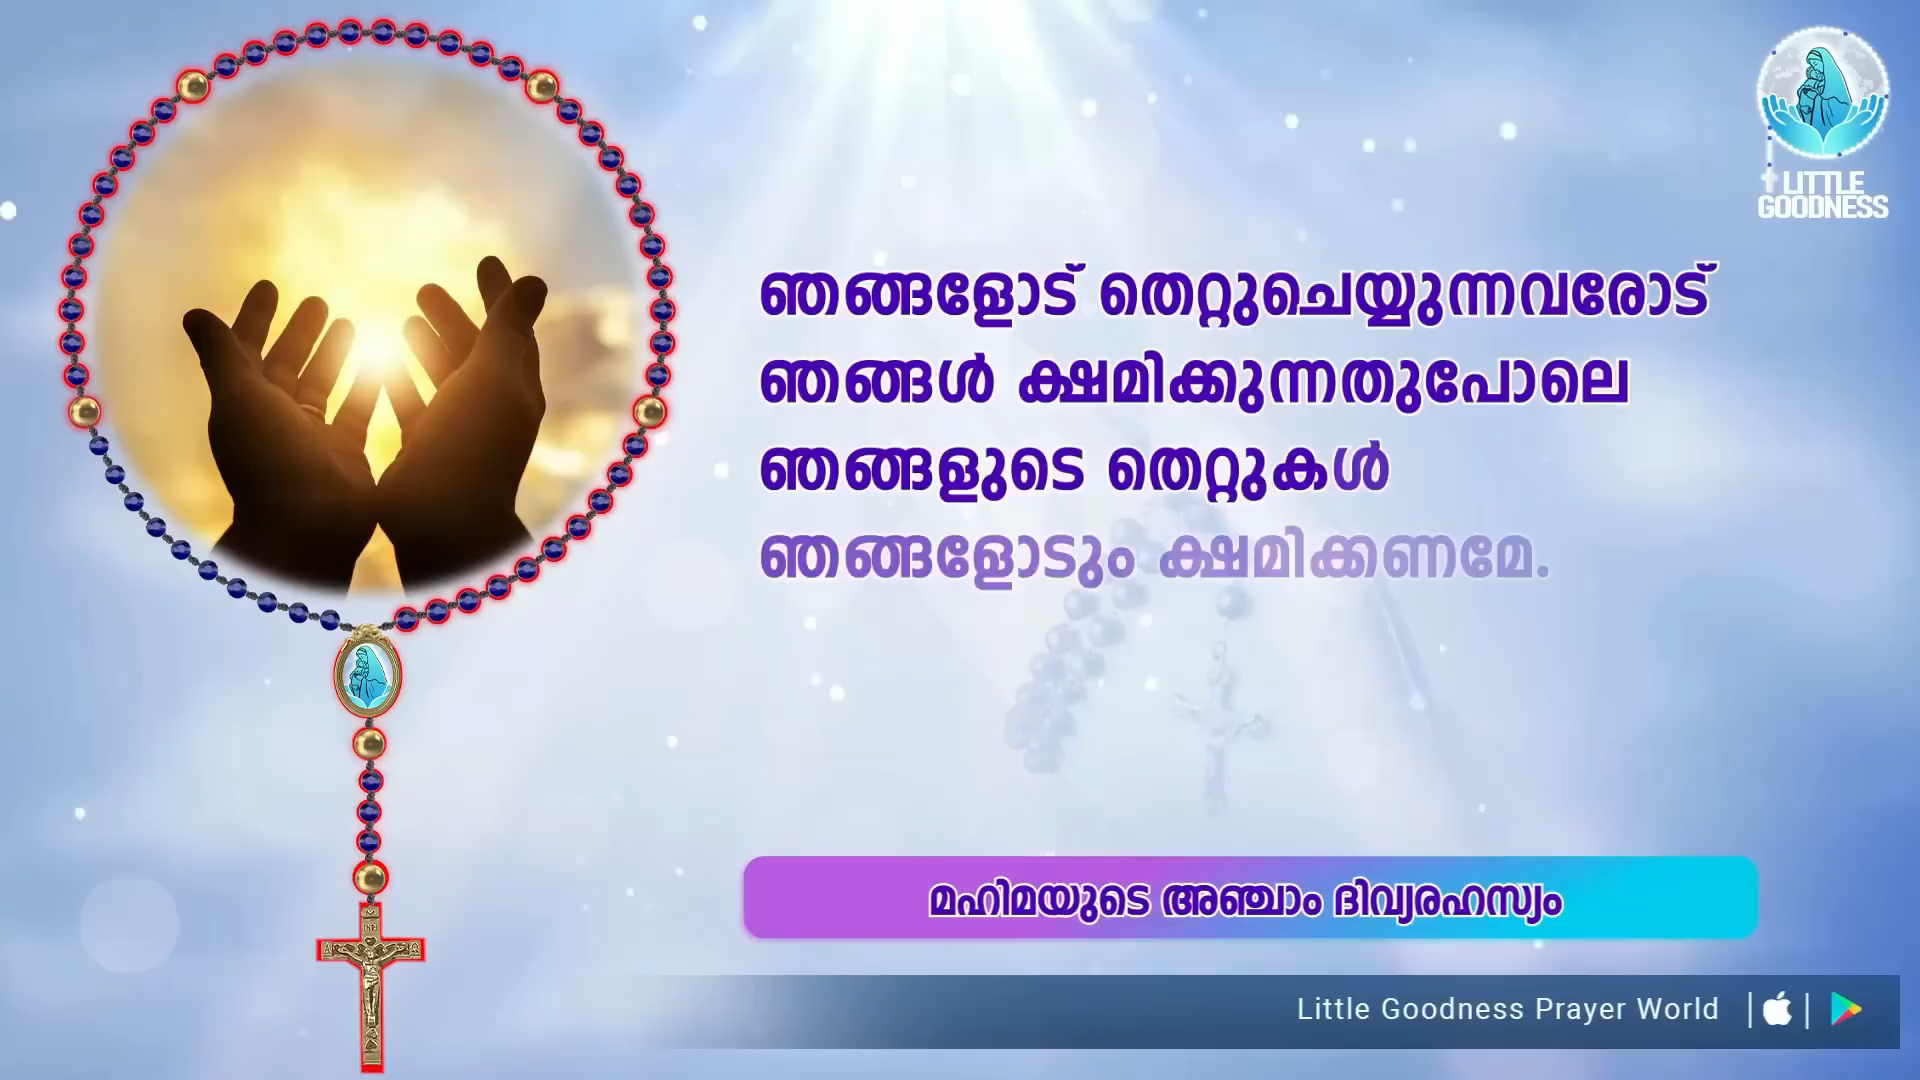 LITTLE
GOODNESS
ഞങ്ങളോട് തെറ്റുചെയ്യുന്നവരോട്
ഞങ്ങൾ ക്ഷമിക്കുന്നതുപോലെ
ഞങ്ങളുടെ തെറ്റുകൾ
ഞങ്ങളോടും ക്ഷമിക്കണമേ.
മഹിമയുടെ അഞ്ചാം ദിവ്യരഹസ്യം
INRI
Little Goodness Prayer World